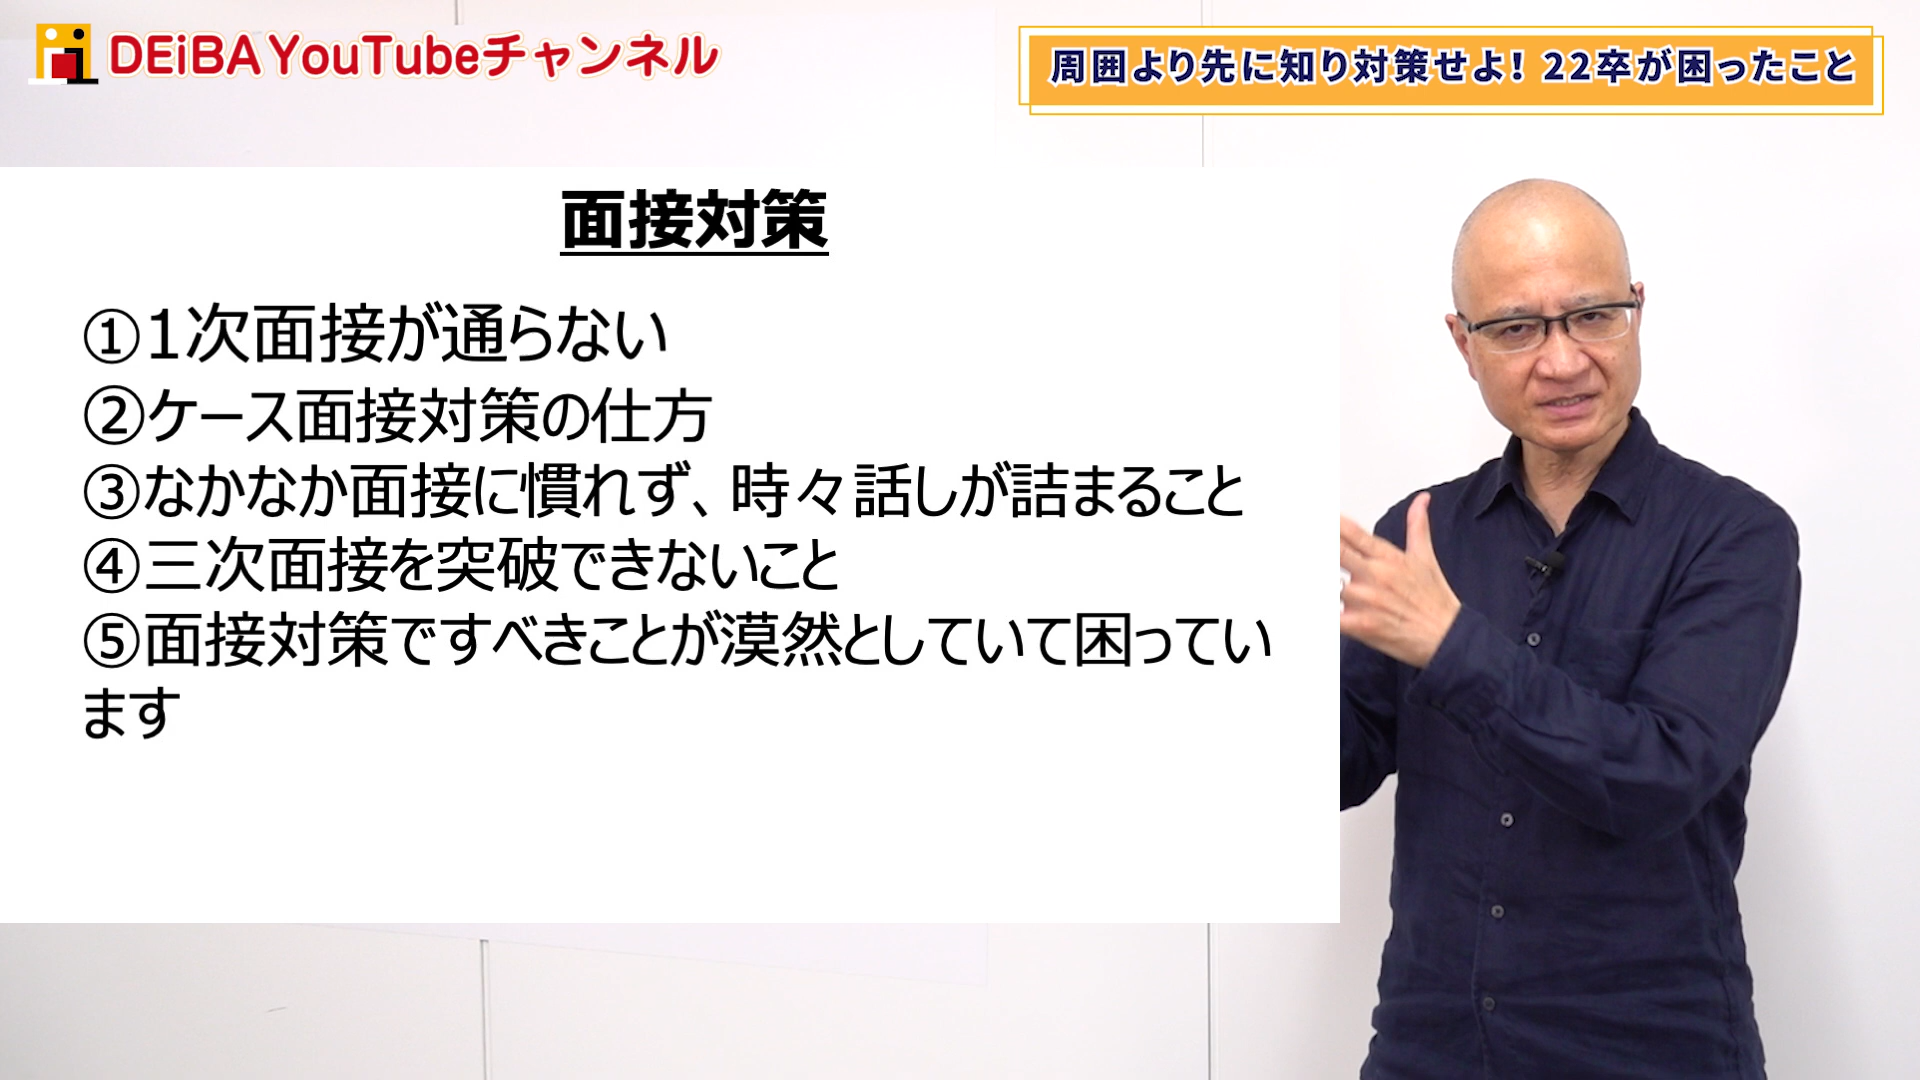 DEiBA YouTubeチャンネル
周囲より先に知り対策せよ！22卒が困ったこと
面接対策
①1次面接が通らない
②ケース面接対策の仕方
③なかなか面接に慣れず、時々話しが詰まること
④三次面接を突破できないこと
⑤面接対策ですべきことが漠然としていて困ってい
ます